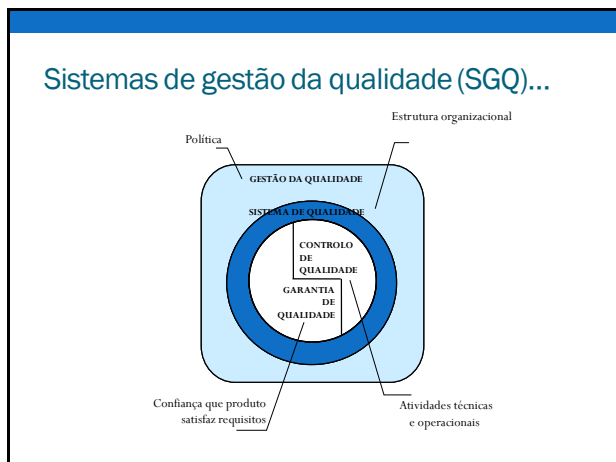 Sistemas de gestão da qualidade (SGQ)...
Estrutura organizacional
Política
GESTÃO DA QUALIDADE
SISTEMA DE QUALIDADE
CONTROLO
DE
QUALIDADE
GARANTIA
DE
QUALIDADE
Confiança que produto
satisfaz requisitos
Atividades técnicas
e operacionais